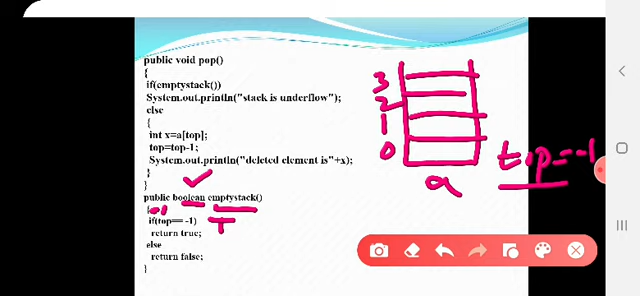 public void pop()
{
if(emptystack())
System.out.println("stack is underflow");
else
{
int x=a[top];
top=top-1;
System.out.println("deleted element is"+x);
}
}
public boolean emptystack()
{
if(top== -1)
return true;
else
return false;
}
3
2
1
0
a
top=-1
T